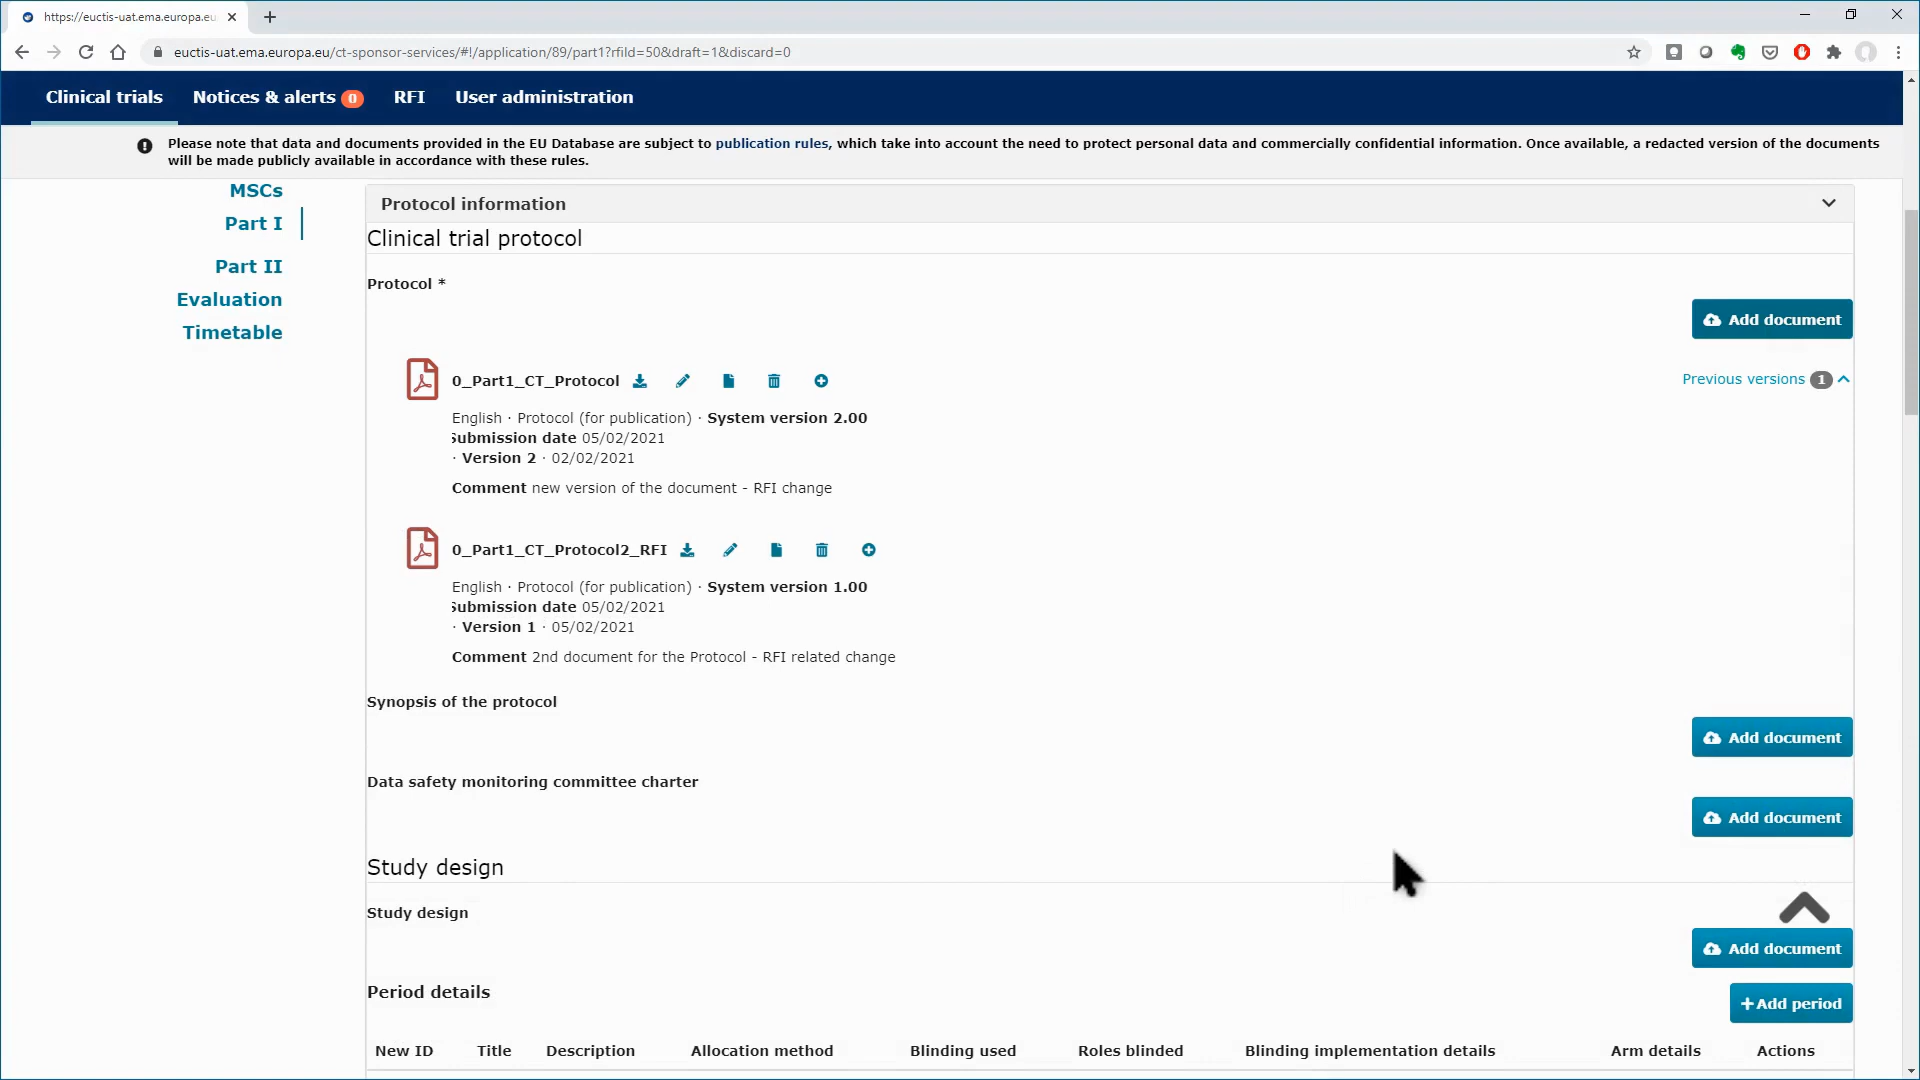 https://euctis-uat.ema.europa.eu
euctis-uat.ema.europa.eu/ct-sponsor-services/#!/application/89/part1?rfiId=50&draft=1&discard=0
Clinical trials Notices & alerts 0 RFI User administration
Please note that data and documents provided in the EU Database are subject to publication rules, which take into account the need to protect personal data and commercially confidential information. Once available, a redacted version of the documents
will be made publicly available in accordance with these rules.
MSCs
Part I
Part II
Evaluation
Timetable
Protocol information
Clinical trial protocol
Protocol *
Add document
0_Part1_CT_Protocol
Previous versions 1
English · Protocol (for publication) · System version 2.00
Submission date 05/02/2021
· Version 2 · 02/02/2021
Comment new version of the document - RFI change
0_Part1_CT_Protocol2_RFI
English · Protocol (for publication) · System version 1.00
Submission date 05/02/2021
· Version 1 · 05/02/2021
Comment 2nd document for the Protocol - RFI related change
Synopsis of the protocol
Add document
Data safety monitoring committee charter
Add document
Study design
Study design
Add document
Period details
+Add period
New ID Title Description Allocation method Blinding used Roles blinded Blinding implementation details Arm details Actions